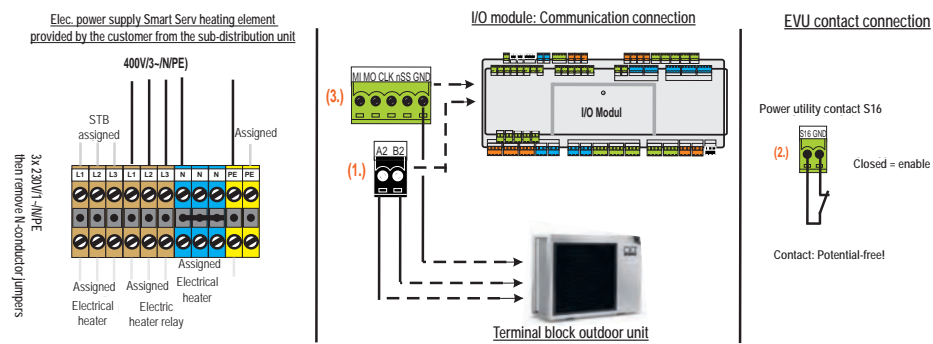 Elec. power supply Smart Serv heating element
provided by the customer from the sub-distribution unit
400V/3~/N/PE)
STB
assigned
Assigned
L1 L2 L3 L1 L2 L3 N N N PE PE
3x 230V/1~/N/PE
then remove N-conductor jumpers
Assigned
Electrical
heater
Assigned
Electric
heater relay
Assigned
Electrical
heater
I/O module: Communication connection
MI MO CLK nSS GND
(3.)
I/O Modul
A2 B2
(1.)
Terminal block outdoor unit
EVU contact connection
Power utility contact S16
S16 GND
(2.)
Closed = enable
Contact: Potential-free!